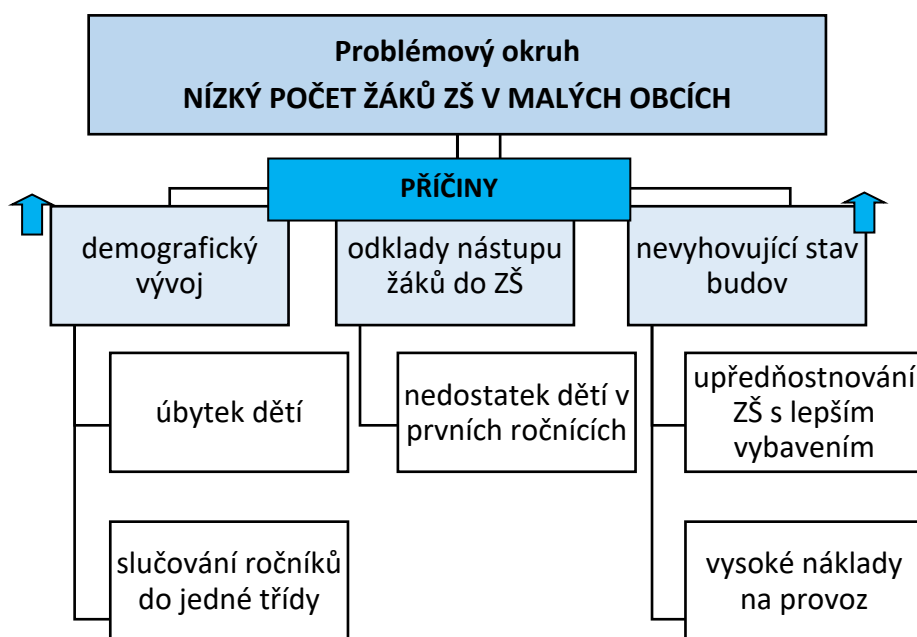 Problémový okruh
NÍZKÝ POČET ŽÁKŮ ZŠ V MALÝCH OBCÍCH
PŘÍČINY
demografický
vývoj
odklady nástupu
žáků do ZŠ
nevyhovující stav
budov
úbytek dětí
nedostatek dětí v
prvních ročnících
upředňostnování
ZŠ s lepším
vybavením
slučování ročníků
do jedné třídy
vysoké náklady
na provoz